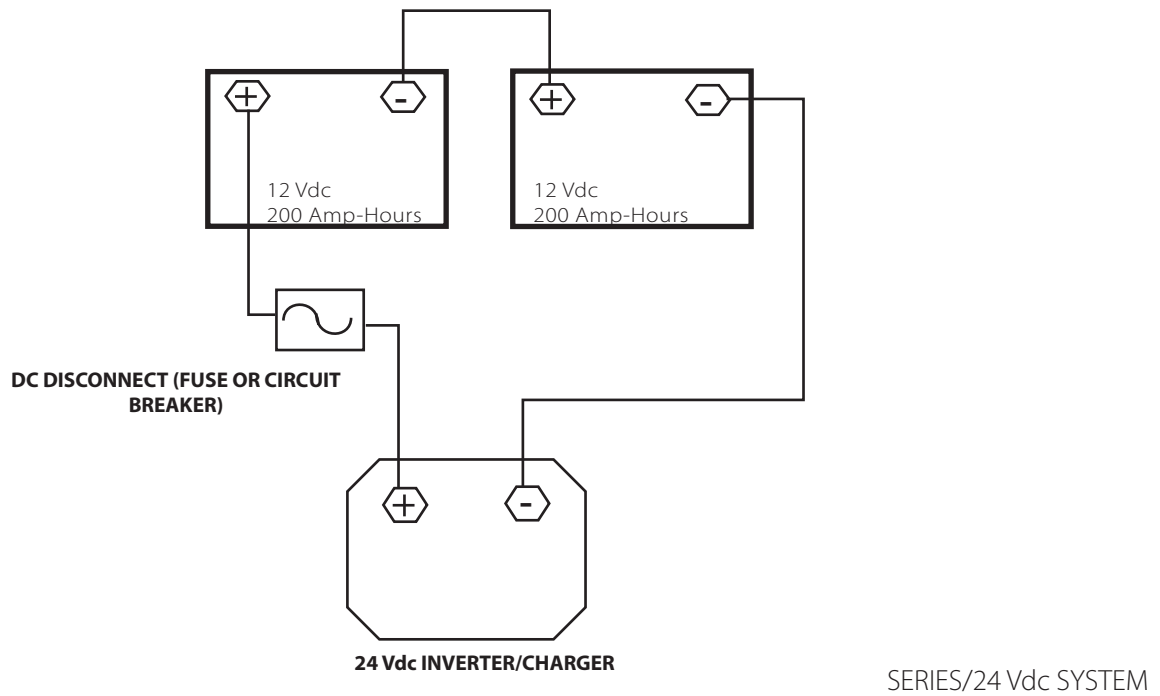 +
-
+
-
12 Vdc
200 Amp-Hours
12 Vdc
200 Amp-Hours
DC DISCONNECT (FUSE OR CIRCUIT
BREAKER)
+
-
24 Vdc INVERTER/CHARGER
SERIES/24 Vdc SYSTEM